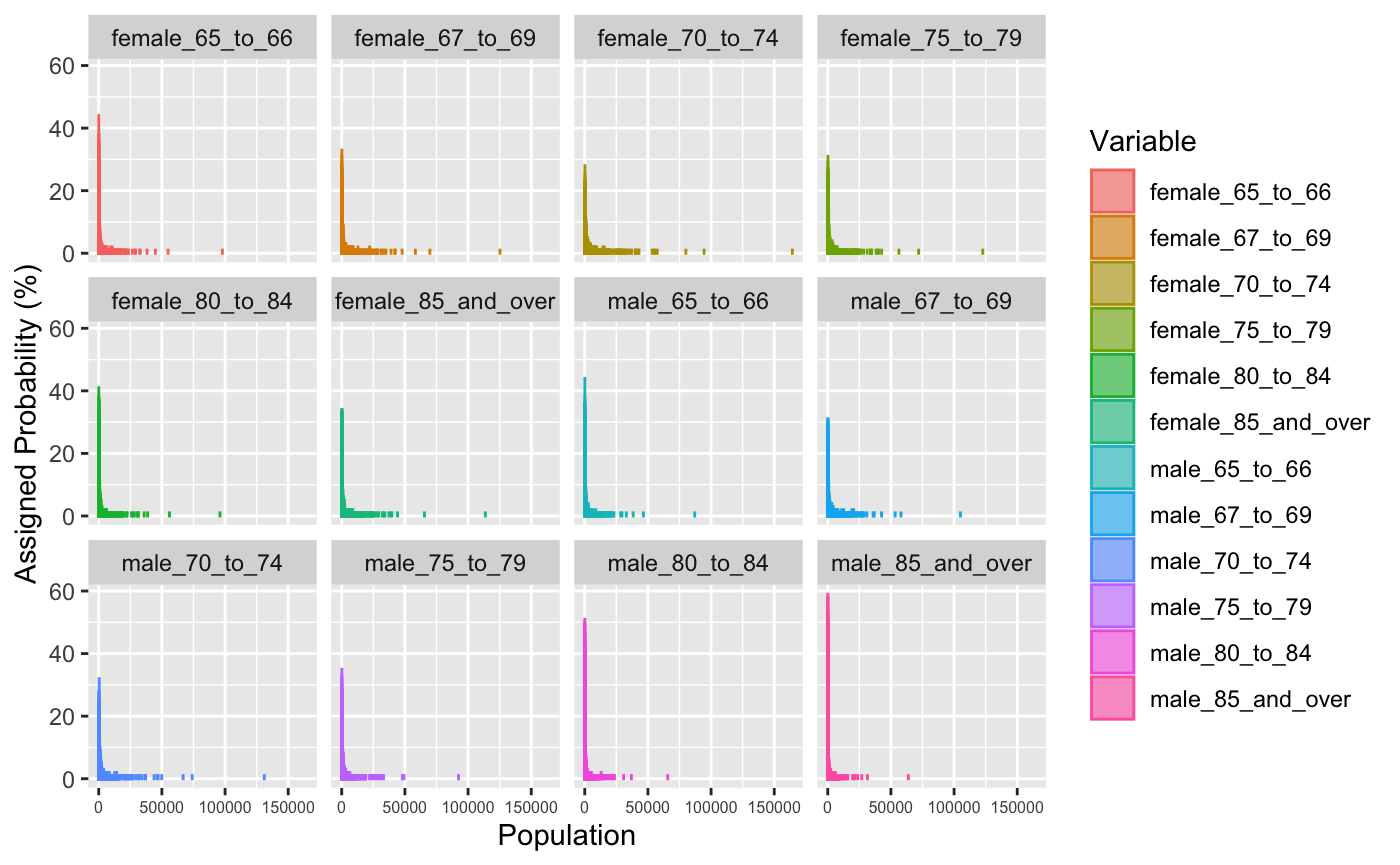 female_65_to_66
female_67_to_69
female_70_to_74
female_75_to_79
60
40
20
0
female_80_to_84
female_85_and_over
male_65_to_66
male_67_to_69
60
40
20
0
male_70_to_74
male_75_to_79
male_80_to_84
male_85_and_over
60
40
20
0
0 50000 100000 150000
0 50000 100000 150000
0 50000 100000 150000
0 50000 100000 150000
Population
Assigned Probability (%)
Variable
female_65_to_66
female_67_to_69
female_70_to_74
female_75_to_79
female_80_to_84
female_85_and_over
male_65_to_66
male_67_to_69
male_70_to_74
male_75_to_79
male_80_to_84
male_85_and_over